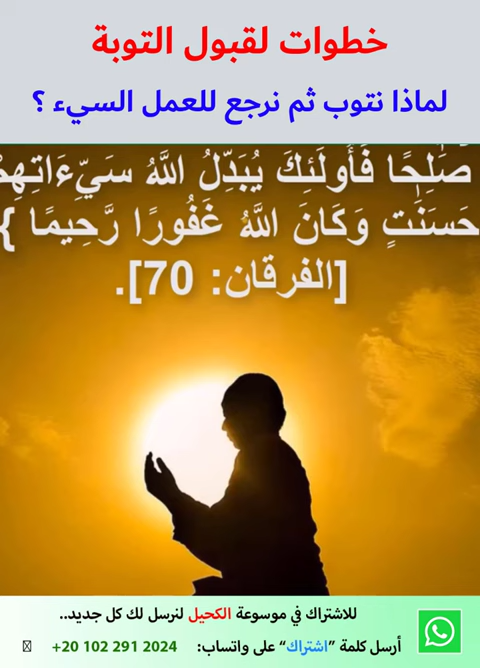 خطوات لقبول التوبة
لماذا نتوب ثم نرجع للعمل السيء ؟
صَٰلِحًا فَأُولَٰئِكَ يُبَدِّلُ اللَّهُ سَيِّءَاتِهِمْ
حَسَنَٰتٍ وَكَانَ اللَّهُ غَفُورًا رَّحِيمًا }
[الفرقان: 70].
للاشتراك في موسوعة الكحيل لنرسل لك كل جديد..
أرسل كلمة ”اشتراك“ على واتساب: +20 102 291 2024